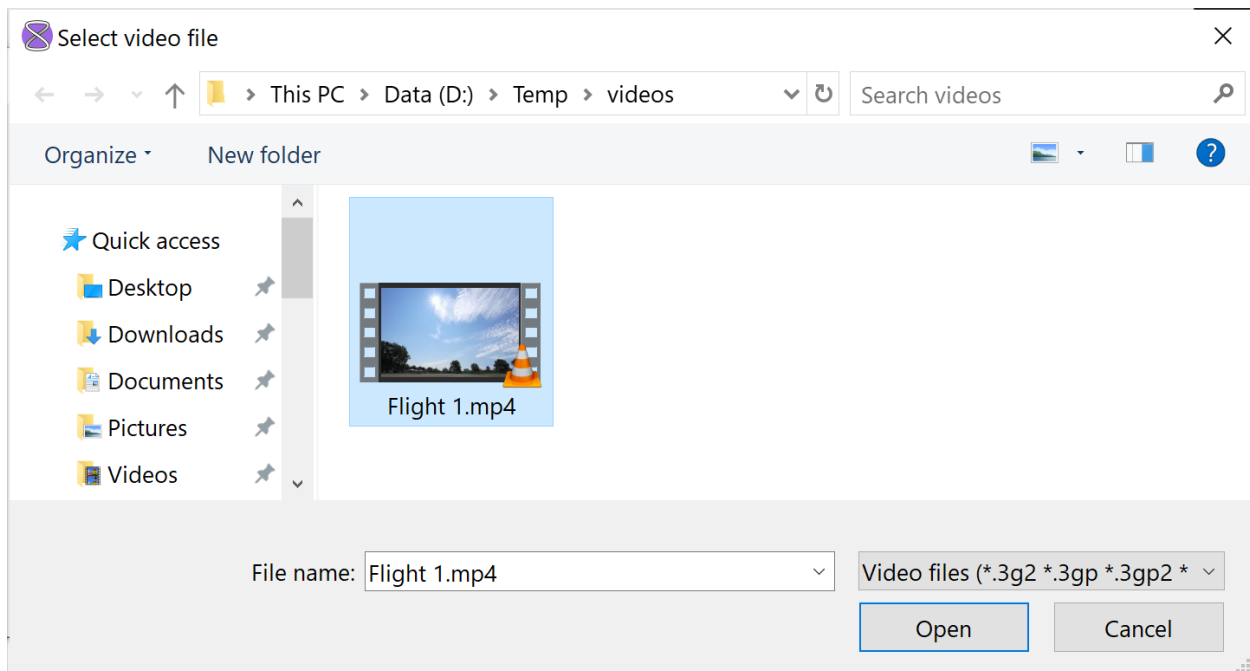 Select video file
This PC > Data (D:) > Temp > videos
Search videos
Organize
New folder
?
Quick access
Desktop
Downloads
Documents
Pictures
Videos
Flight 1.mp4
File name: Flight 1.mp4
Video files (*.3g2 *.3gp *.3gp2 *
Open
Cancel